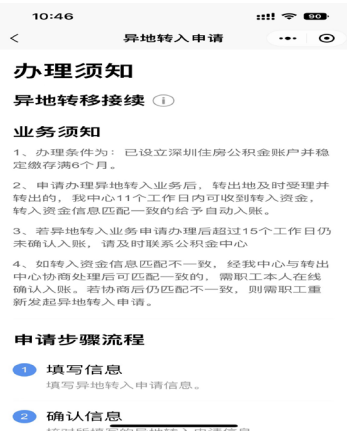 10:46
90
异地转入申请
办理须知
异地转移接续
业务须知
1、办理条件为：已设立深圳住房公积金账户并稳
定缴存满6个月。
2、申请办理异地转入业务后，转出地及时受理并
转出的，我中心11个工作日内可收到转入资金，
转入资金信息匹配一致的给予自动入账。
3、若异地转入业务申请办理后超过15个工作日仍
未确认入账，请及时联系公积金中心
4、如转入资金信息匹配不一致，经我中心与转出
中心协商处理后可匹配一致的，需职工本人在线
确认入账。若协商后仍匹配不一致，则需职工重
新发起异地转入申请。
申请步骤流程
1 填写信息
填写异地转入申请信息。
2 确认信息